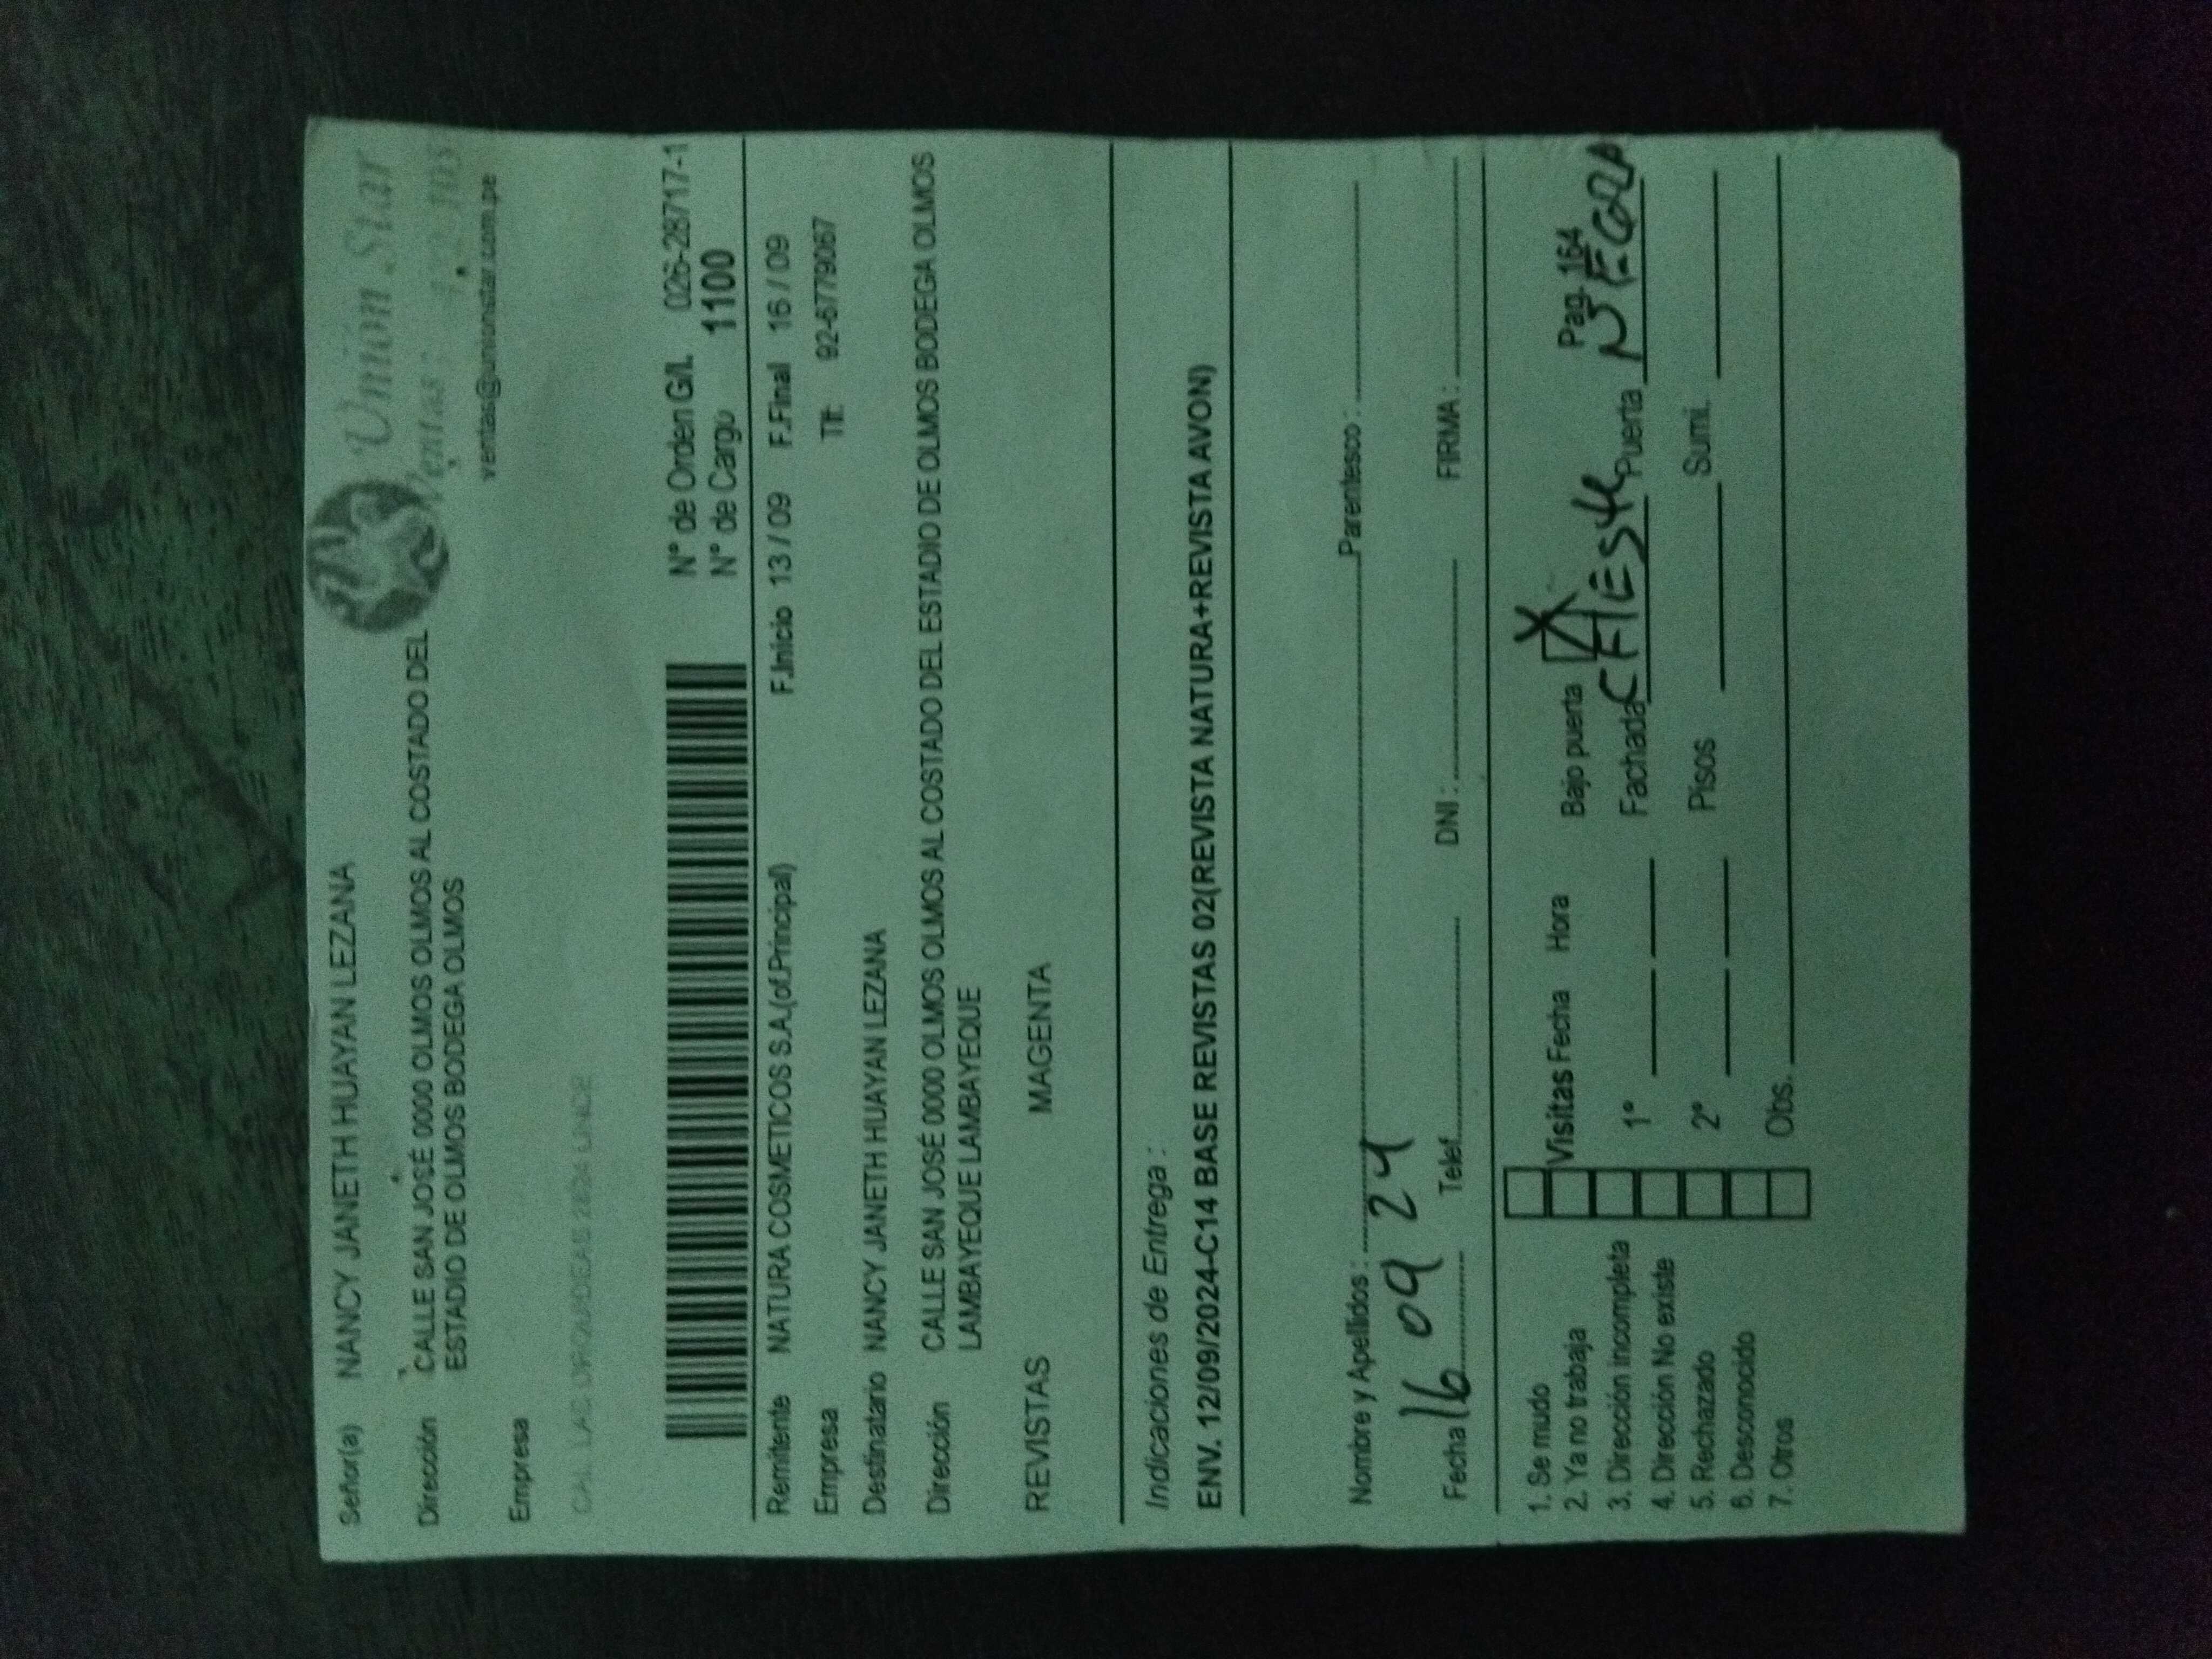 Señor(a) NANCY JANETH HUAYAN LEZANA
Union Star
Ventas:
ventas@unionstar.com.pe
Dirección CALLE SAN JOSÉ 0000 OLMOS OLMOS AL COSTADO DEL
ESTADIO DE OLMOS BODEGA OLMOS
Empresa
N° de Orden G/L 026-28717-1
N° de Cargo 1100
Remitente NATURA COSMETICOS S.A.(of.Principal) F.Inicio 13 / 09 F.Final 16 / 09
Empresa Tlf: 92-67779067
Destinatario NANCY JANETH HUAYAN LEZANA
Dirección CALLE SAN JOSÉ 0000 OLMOS OLMOS AL COSTADO DEL ESTADIO DE OLMOS BODEGA OLMOS
LAMBAYEQUE LAMBAYEQUE
REVISTAS MAGENTA
Indicaciones de Entrega :
ENV. 12/09/2024-C14 BASE REVISTAS 02(REVISTA NATURA+REVISTA AVON)
Nombre y Apellidos : Parentesco :
Fecha 16 09 24 Telef. DNI : FIRMA :
1. Se mudo
2. Ya no trabaja Visitas Fecha Hora Bajo puerta X Pag. 164
3. Dirección incompleta 1° Fachada Puerta
4. Dirección No existe
5. Rechazado 2° Pisos Sumi.
6. Desconocido
7. Otros Obs.